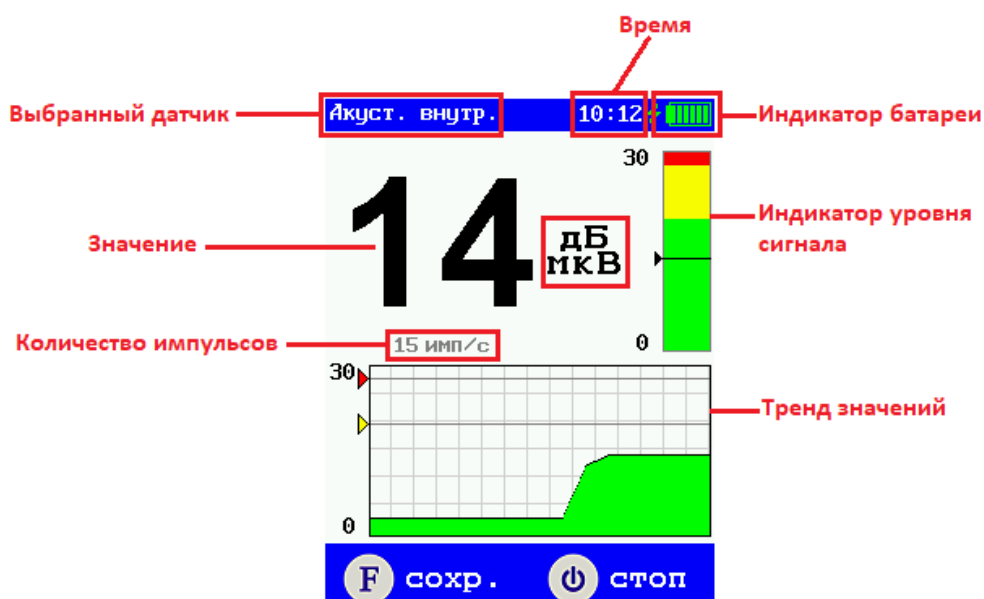 Время
Выбранный датчик
Акуст. внутр.
10:12
Индикатор батареи
30
14
дБ
мкВ
Значение
Индикатор уровня
сигнала
0
Количество импульсов
15 имп/с
30
Тренд значений
0
F сохр.
стоп